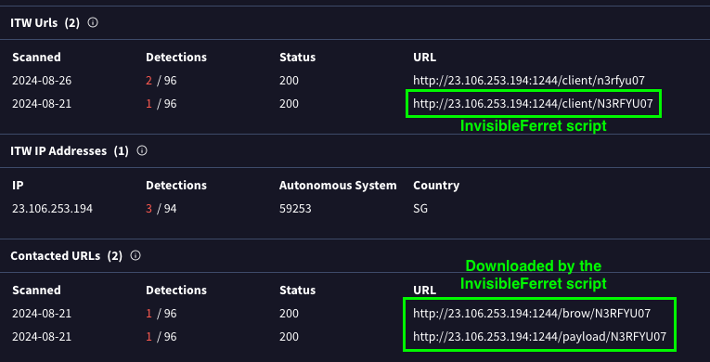 ITW Urls (2)
Scanned Detections Status URL
2024-08-26 2 / 96 200 http://23.106.253.194:1244/client/n3rfyu07
2024-08-21 1 / 96 200 http://23.106.253.194:1244/client/N3RFYU07
InvisibleFerret script
ITW IP Addresses (1)
IP Detections Autonomous System Country
23.106.253.194 3 / 94 59253 SG
Contacted URLs (2)
Downloaded by the
InvisibleFerret script
Scanned Detections Status URL
2024-08-21 1 / 96 200 http://23.106.253.194:1244/brow/N3RFYU07
2024-08-21 1 / 96 200 http://23.106.253.194:1244/payload/N3RFYU07